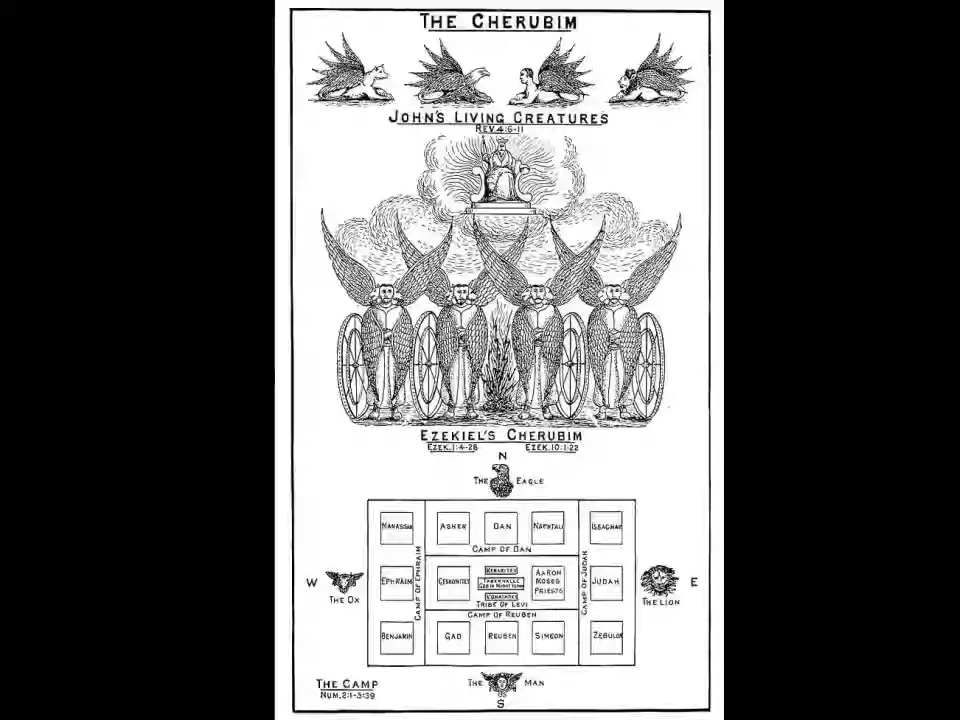 THE CHERUBIM
JOHN'S LIVING CREATURES
REV. 4:6-11
EZEKIEL'S CHERUBIM
EZEK. 1:4-28 EZEK. 10:1-22
N
THE EAGLE
MANASSAH ASHER DAN NAPHTALI ISSACHAR
CAMP OF DAN
CAMP OF EPHRAIM
CAMP OF JUDAH
W
THE OX
EPHRAIM
GERSHONITES
MERARITES
TABERNACLE
KOHATHITES
TRIBE OF LEVI
AARON
MOSES
PRIESTS
JUDAH
E
THE LION
CAMP OF REUBEN
BENJAMIN GAD REUBEN SIMEON ZEBULON
THE CAMP
NUM. 2:1-3:39
THE MAN
S